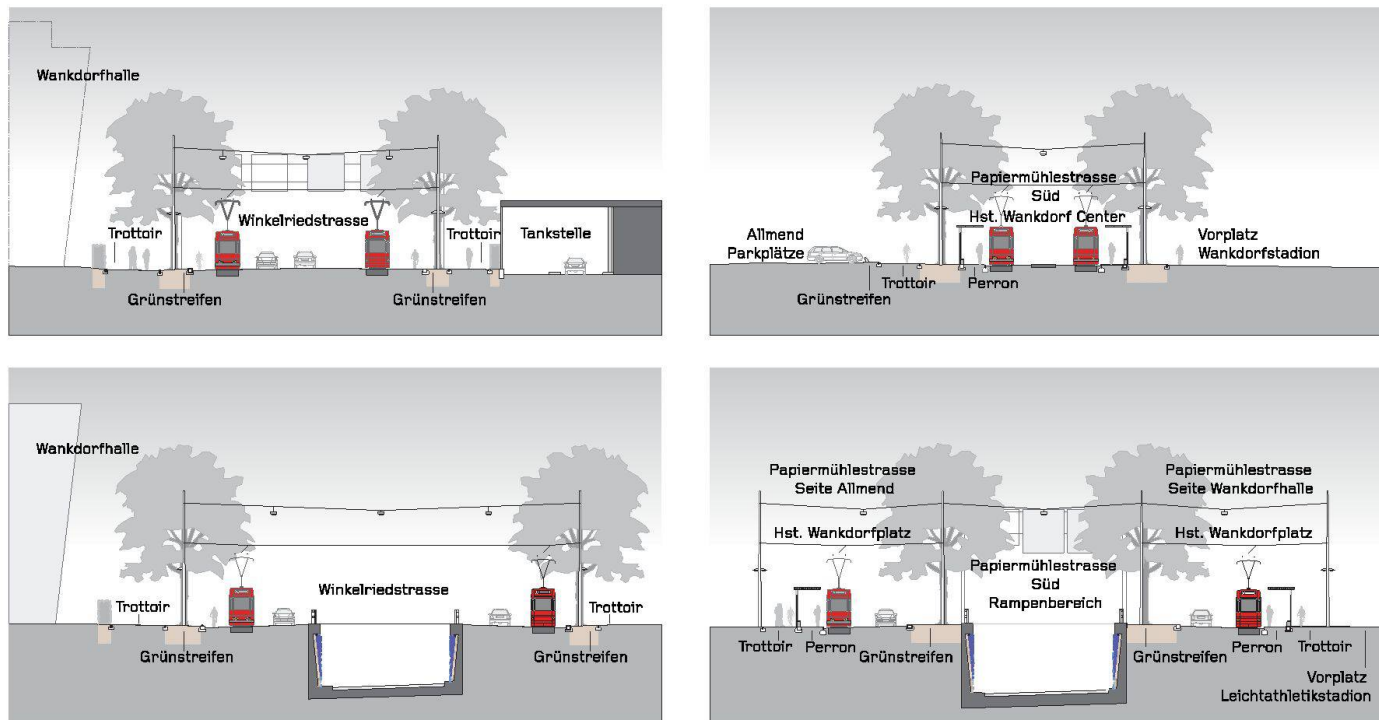 Wankdorfhalle
Winkelriedstrasse
Trottoir
Trottoir
Tankstelle
Grünstreifen
Grünstreifen
Papiermühlestrasse
Süd
Hst. Wankdorf Center
Allmend
Parkplätze
Vorplatz
Wankdorfstadion
Trottoir
Perron
Grünstreifen
Wankdorfhalle
Winkelriedstrasse
Trottoir
Trottoir
Grünstreifen
Grünstreifen
Papiermühlestrasse
Seite Allmend
Papiermühlestrasse
Seite Wankdorfhalle
Hst. Wankdorfplatz
Hst. Wankdorfplatz
Papiermühlestrasse
Süd
Rampenbereich
Trottoir
Perron
Grünstreifen
Grünstreifen
Perron
Trottoir
Vorplatz
Leichtathletikstadion